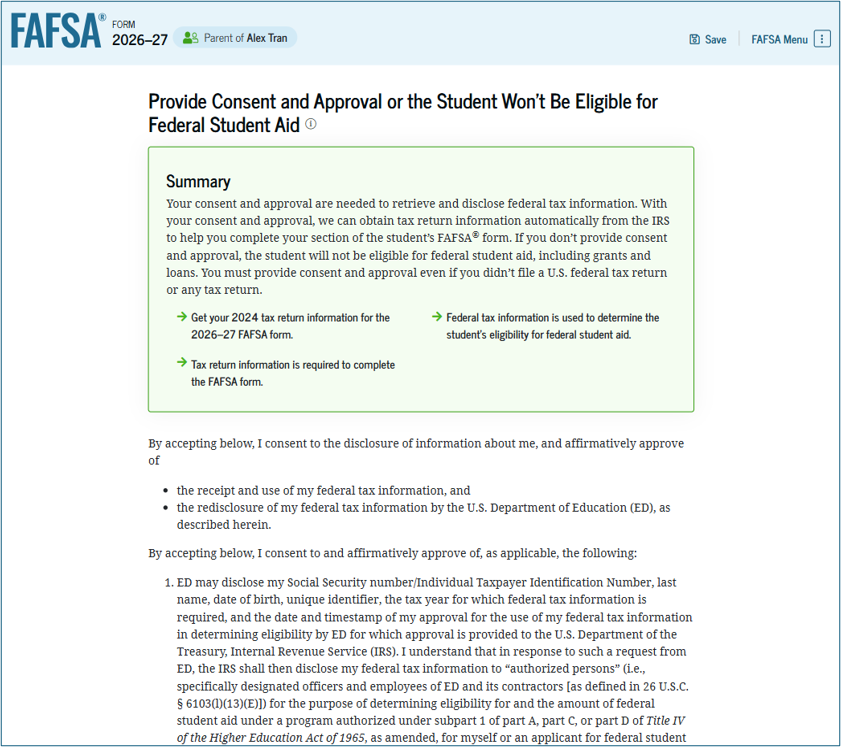 FAFSA® FORM
2026–27
Parent of Alex Tran
Save
FAFSA Menu
Provide Consent and Approval or the Student Won't Be Eligible for
Federal Student Aid
Summary
Your consent and approval are needed to retrieve and disclose federal tax information. With
your consent and approval, we can obtain tax return information automatically from the IRS
to help you complete your section of the student's FAFSA® form. If you don't provide consent
and approval, the student will not be eligible for federal student aid, including grants and
loans. You must provide consent and approval even if you didn't file a U.S. federal tax return
or any tax return.
Get your 2024 tax return information for the
2026–27 FAFSA form.
Federal tax information is used to determine the
student's eligibility for federal student aid.
Tax return information is required to complete
the FAFSA form.
By accepting below, I consent to the disclosure of information about me, and affirmatively approve
of
• the receipt and use of my federal tax information, and
• the redisclosure of my federal tax information by the U.S. Department of Education (ED), as
described herein.
By accepting below, I consent to and affirmatively approve of, as applicable, the following:
1. ED may disclose my Social Security number/Individual Taxpayer Identification Number, last
name, date of birth, unique identifier, the tax year for which federal tax information is
required, and the date and timestamp of my approval for the use of my federal tax information
in determining eligibility by ED for which approval is provided to the U.S. Department of the
Treasury, Internal Revenue Service (IRS). I understand that in response to such a request from
ED, the IRS shall then disclose my federal tax information to “authorized persons” (i.e.,
specifically designated officers and employees of ED and its contractors [as defined in 26 U.S.C.
§ 6103(l)(13)(E)]) for the purpose of determining eligibility for and the amount of federal
student aid under a program authorized under subpart 1 of part A, part C, or part D of Title IV
of the Higher Education Act of 1965, as amended, for myself or an applicant for federal student